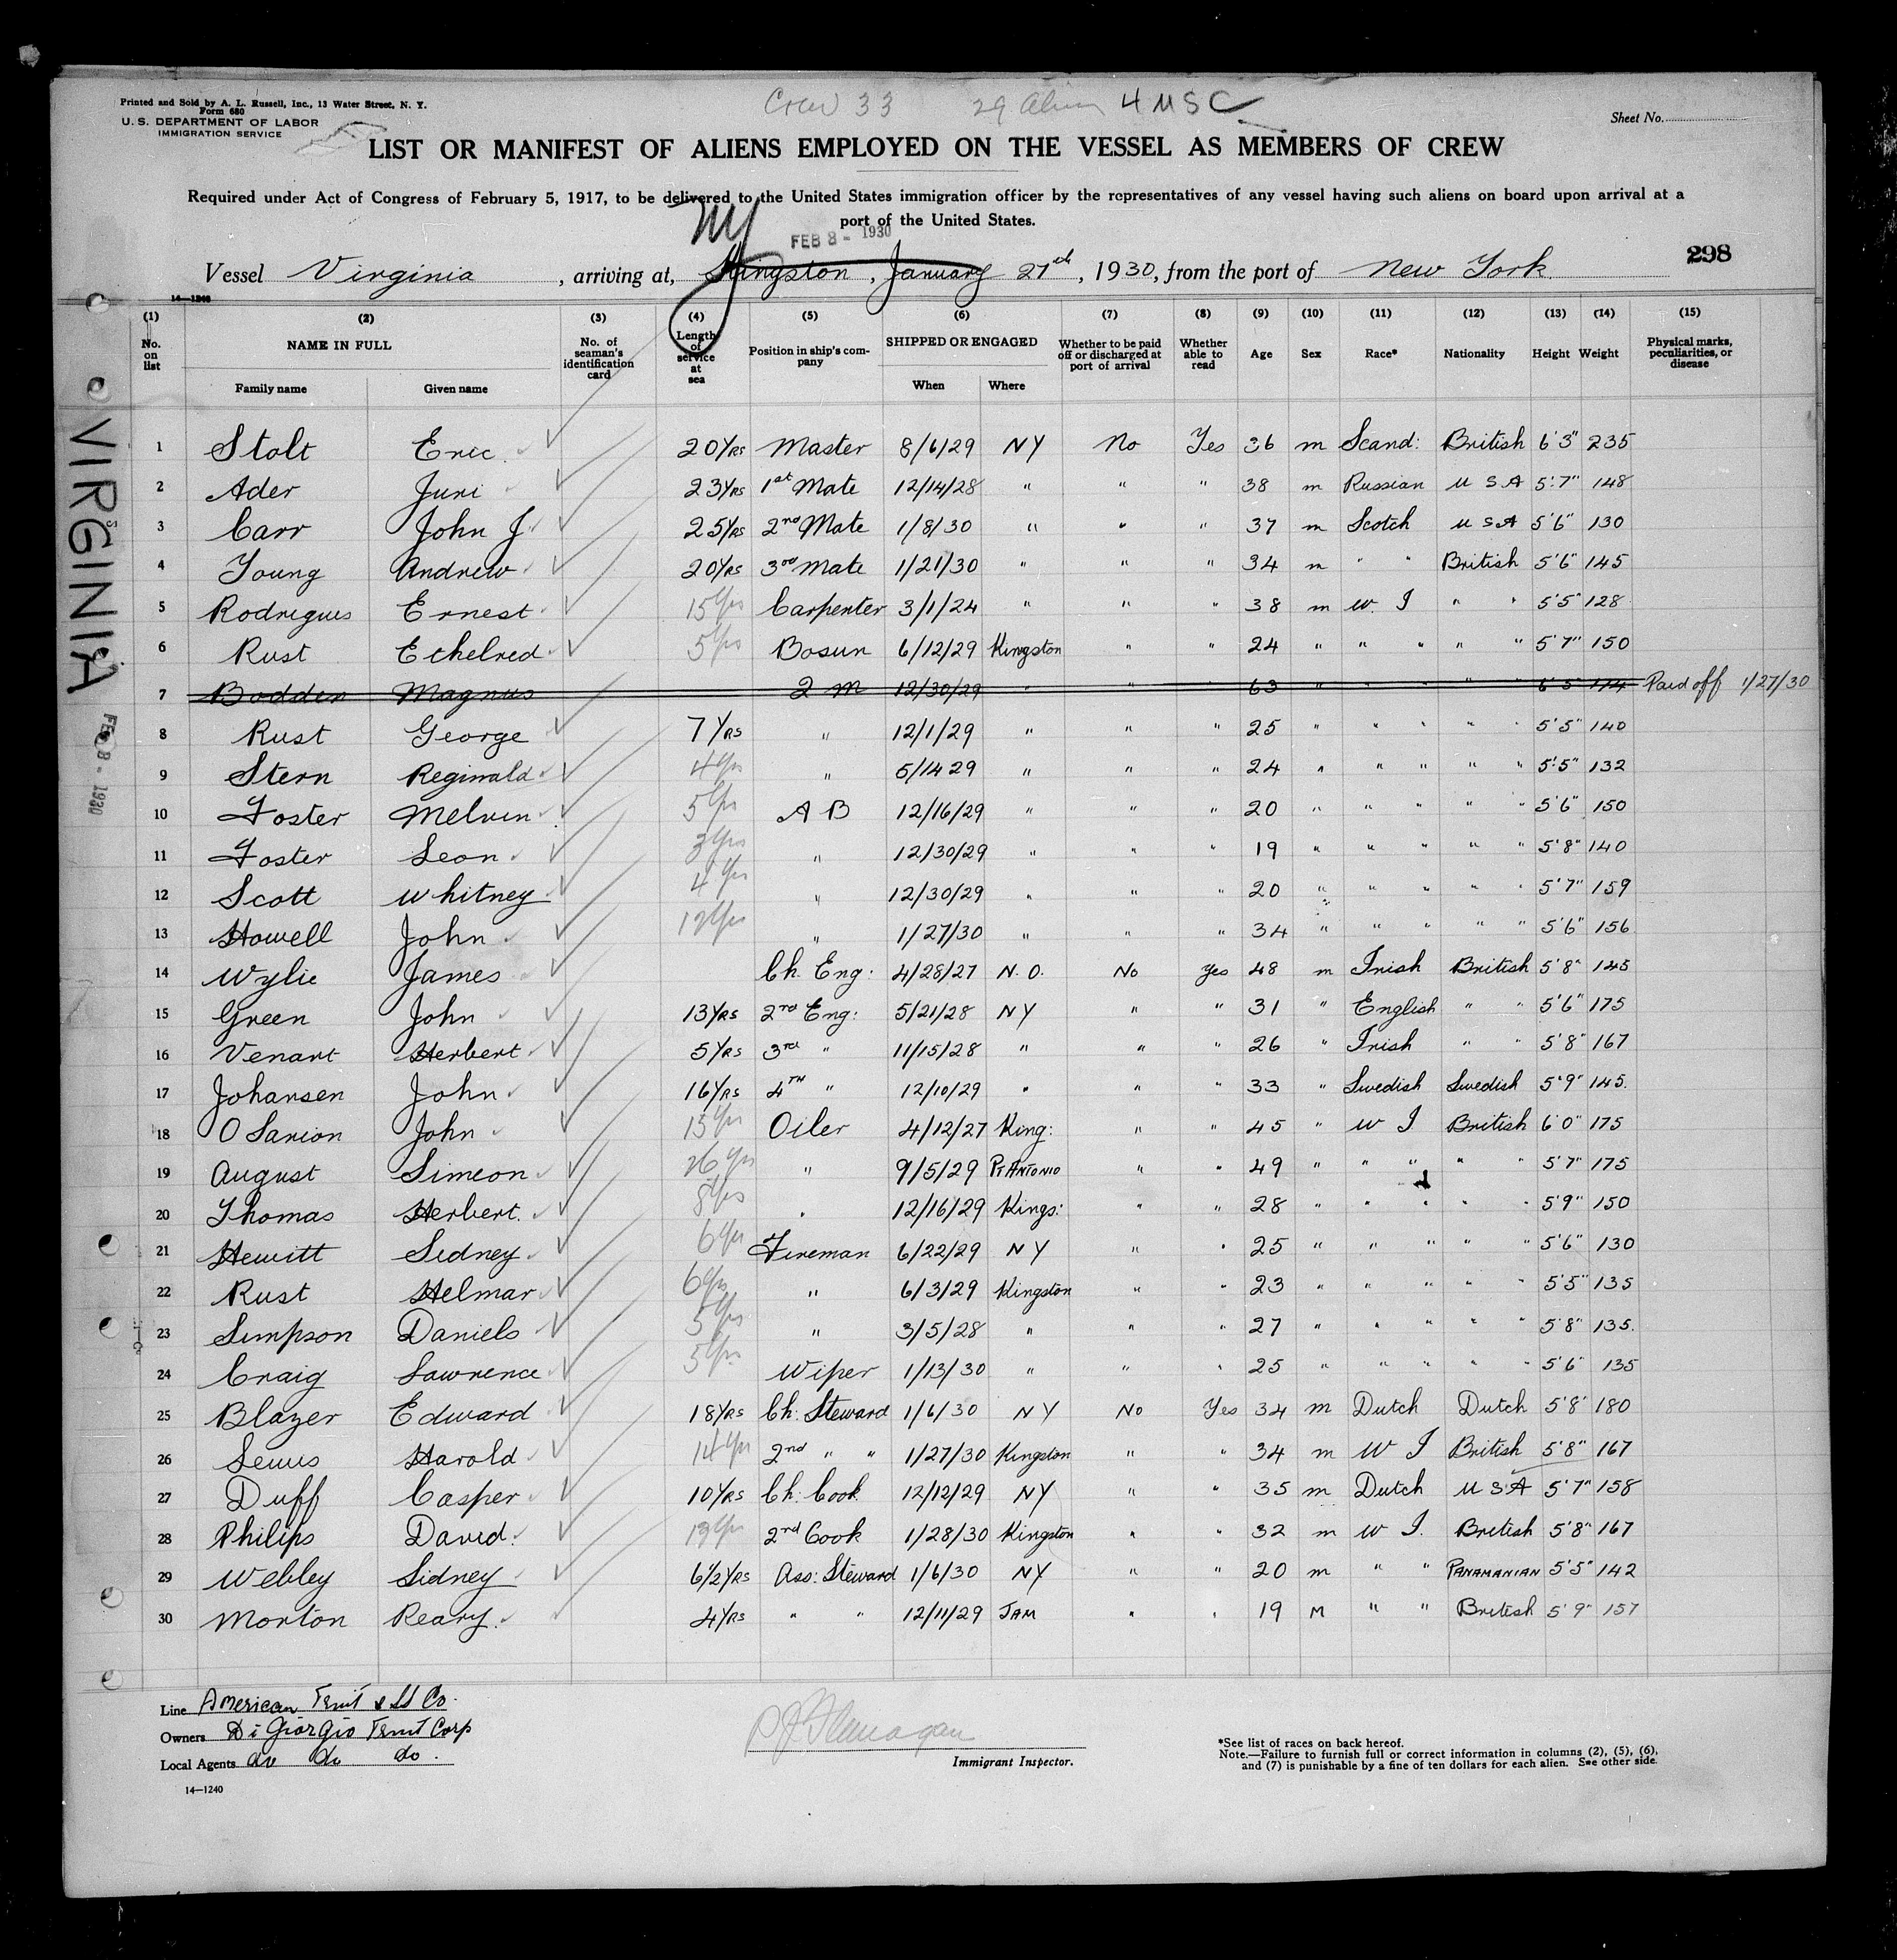 Crew 33 29 Alien 4 USC
Printed and Sold by A. L. Russell, Inc., 13 Water Street, N. Y.
Form 680
U. S. DEPARTMENT OF LABOR
IMMIGRATION SERVICE
Sheet No.
LIST OR MANIFEST OF ALIENS EMPLOYED ON THE VESSEL AS MEMBERS OF CREW
Required under Act of Congress of February 5, 1917, to be delivered to the United States immigration officer by the representatives of any vessel having such aliens on board upon arrival at a
port of the United States.
NY FEB 8 - 1930
298
Vessel Virginia, arriving at, Kingston, January 27th, 1930, from the port of New York
14—1240
(1) (2) (3) (4) (5) (6) (7) (8) (9) (10) (11) (12) (13) (14) (15)
No. on list NAME IN FULL No. of seaman's identification card Length of service at sea Position in ship's company SHIPPED OR ENGAGED Whether to be paid off or discharged at port of arrival Whether able to read Age Sex Race* Nationality Height Weight Physical marks, peculiarities, or disease
Family name Given name When Where
1 Stolt Eric 20 YRS Master 8/6/29 NY No Yes 36 m Scand: British 6'3" 235
2 Ader Juri 23 YRS 1st Mate 12/14/28 " " " 38 m Russian U S A 5'7" 148
3 Carr John J 25 YRS 2nd Mate 1/8/30 " " " 37 m Scotch U S A 5'6" 130
4 Young Andrew 20 YRS 3rd Mate 1/21/30 " " " 34 m " " British 5'6" 145
5 Rodrigues Ernest 15 Yrs Carpenter 3/1/24 " " " 38 m W. I " " 5'5" 128
6 Rust Ethelred 5 Yrs Bosun 6/12/29 Kingston " " 24 " " " " " 5'7" 150
7 Bodden Magnus 2 M 12/30/29 " " 63 " " " " 6'5" 174 Paid off 1/27/30
8 Rust George 7 YRS " 12/1/29 " " " 25 " " " " " 5'5" 140
9 Stern Reginald 4 Yrs " 5/14 29 " " " 24 " " " " " 5'5" 132
10 Foster Melvin 5 Yrs A B 12/16/29 " " " 20 " " " " " 5'6" 150
11 Foster Leon 3 Yrs " 12/30/29 " " " 19 " " " " " 5'8" 140
12 Scott Whitney 4 Yrs " 12/30/29 " " " 20 " " " " " 5'7" 159
13 Howell John 12 Yrs " 1/27/30 " " " 34 " " " " " 5'6" 156
14 Wylie James Ch. Eng: 4/28/27 N. O. No Yes 48 m Irish British 5'8" 145
15 Green John 13 YRS 2nd Eng: 5/21/28 NY " " 31 " English " " 5'6" 175
16 Venart Herbert 5 YRS 3rd " 11/15/28 " " " 26 " Irish " " 5'8" 167
17 Johansen John 16 YRS 4TH " 12/10/29 " " " 33 " Swedish Swedish 5'9" 145.
18 O Sarion John 15 Yrs Oiler 4/12/27 King: " " 45 " W I British 6'0" 175
19 August Simeon 26 Yrs " 9/5/29 PT ANTONIO " " 49 " " " " " 5'7" 175
20 Thomas Herbert. 8 Yrs " 12/16/29 Kings: " " 28 " " " " " 5'9" 150
21 Hewitt Sidney 6 Yrs Fireman 6/22/29 NY " " 25 " " " " " 5'6" 130
22 Rust Helmar 6 Yrs " 6/3/29 Kingston " " 23 " " " " " 5'5" 135
23 Simpson Daniels 5 Yrs " 3/5/28 " " " 27 " " " " " 5'8" 135.
24 Craig Lawrence 5 Yrs Wiper 1/13/30 " " " 25 " " " " " 5'6" 135
25 Blazer Edward 18 YRS Ch: Steward 1/6/30 NY No Yes 34 m Dutch Dutch 5'8" 180
26 Harold 14 Yrs 2nd " " 1/27/30 Kingston " " 34 m W I British 5'8" 167
27 Duff Casper 10 YRS Ch: Cook 12/12/29 NY " " 35 m Dutch U S A 5'7" 158
28 Philips David. 2nd Cook 1/28/30 Kingston " " 32 m W I. British 5'8" 167
29 Webley Sidney 6 1/2 YRS Ass: Steward 1/6/30 NY " " 20 m " " PANAMANIAN 5'5" 142
30 Morton Reary. 4 YRS " " 12/11/29 JAM " " 19 M " " British 5'9" 157
VIRGINIA
FEB 8 - 1930
Line American Fruit & SS Co.
Owners Di Giorgio Fruit Corp
Local Agents do do do.
14—1240
P J Flanagan
Immigrant Inspector.
*See list of races on back hereof.
Note.—Failure to furnish full or correct information in columns (2), (5), (6),
and (7) is punishable by a fine of ten dollars for each alien. See other side.